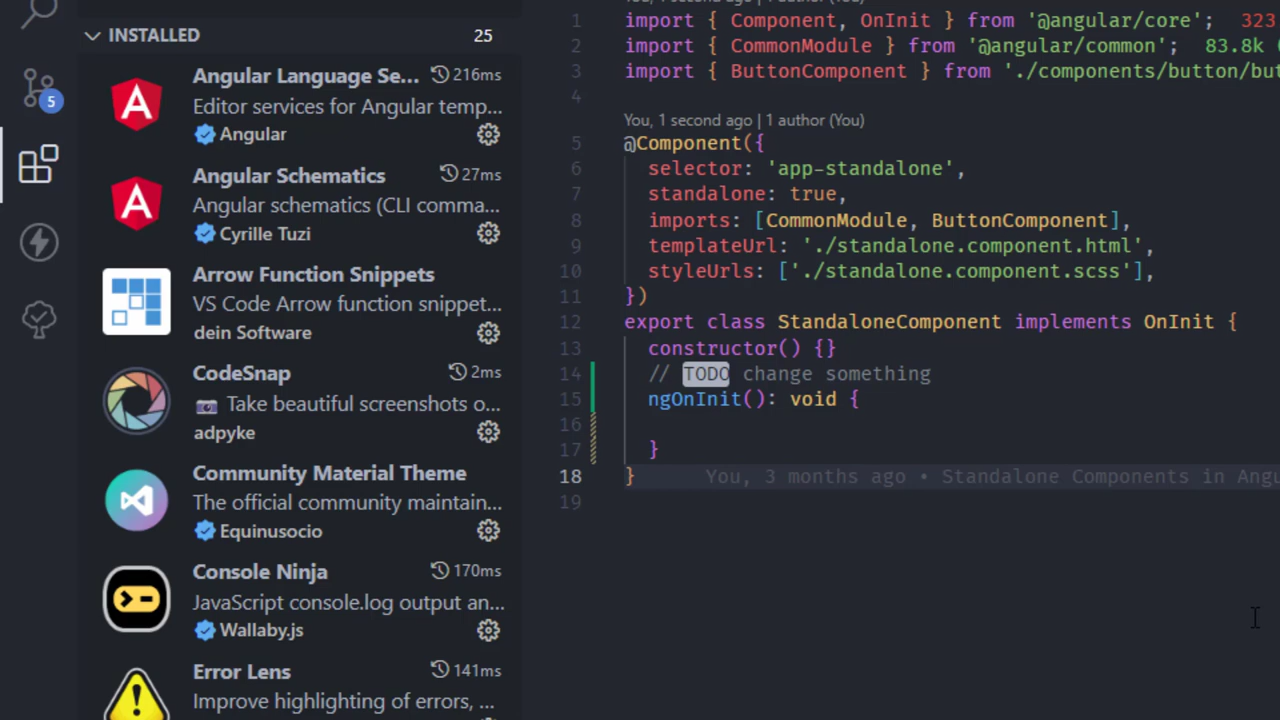 INSTALLED 25
Angular Language Se... 216ms
Editor services for Angular temp...
Angular
Angular Schematics 27ms
Angular schematics (CLI comma...
Cyrille Tuzi
Arrow Function Snippets
VS Code Arrow function snippet...
dein Software
CodeSnap 2ms
Take beautiful screenshots o...
adpyke
Community Material Theme
The official community maintain...
Equinusocio
Console Ninja 170ms
JavaScript console.log output an...
Wallaby.js
Error Lens 141ms
Improve highlighting of errors, ...
5
1 import { Component, OnInit } from '@angular/core'; 323
2 import { CommonModule } from '@angular/common'; 83.8k
3 import { ButtonComponent } from './components/button/but
4
You, 1 second ago | 1 author (You)
5 @Component({
6 selector: 'app-standalone',
7 standalone: true,
8 imports: [CommonModule, ButtonComponent],
9 templateUrl: './standalone.component.html',
10 styleUrls: ['./standalone.component.scss'],
11 })
12 export class StandaloneComponent implements OnInit {
13 constructor() {}
14 // TODO change something
15 ngOnInit(): void {
16
17 }
18 } You, 3 months ago • Standalone Components in Angu
19